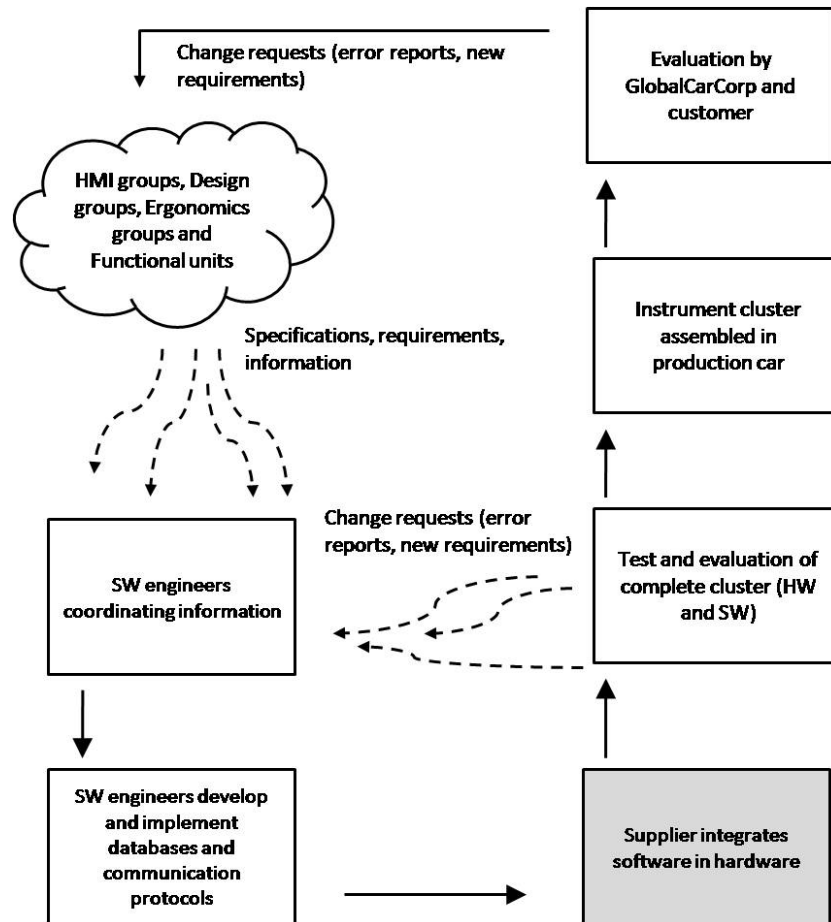 Change requests (error reports, new
requirements)
Evaluation by
GlobalCarCorp and
customer
HMI groups, Design
groups, Ergonomics
groups and
Functional units
Instrument cluster
assembled in
production car
Specifications, requirements,
information
Change requests (error
reports, new requirements)
SW engineers
coordinating information
Test and evaluation of
complete cluster (HW
and SW)
SW engineers develop
and implement
databases and
communication
protocols
Supplier integrates
software in hardware